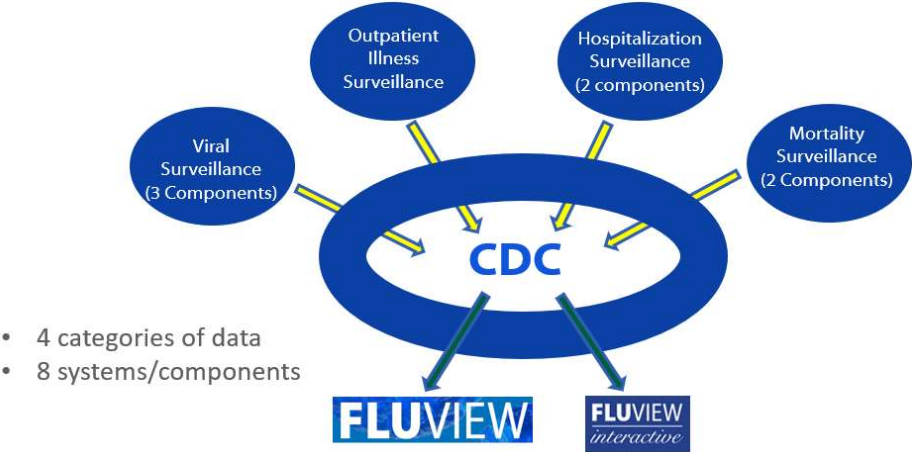 Outpatient
Illness
Surveillance
Hospitalization
Surveillance
(2 components)
Viral
Surveillance
(3 Components)
Mortality
Surveillance
(2 Components)
CDC
• 4 categories of data
• 8 systems/components
FLUVIEW
FLUVIEW
interactive